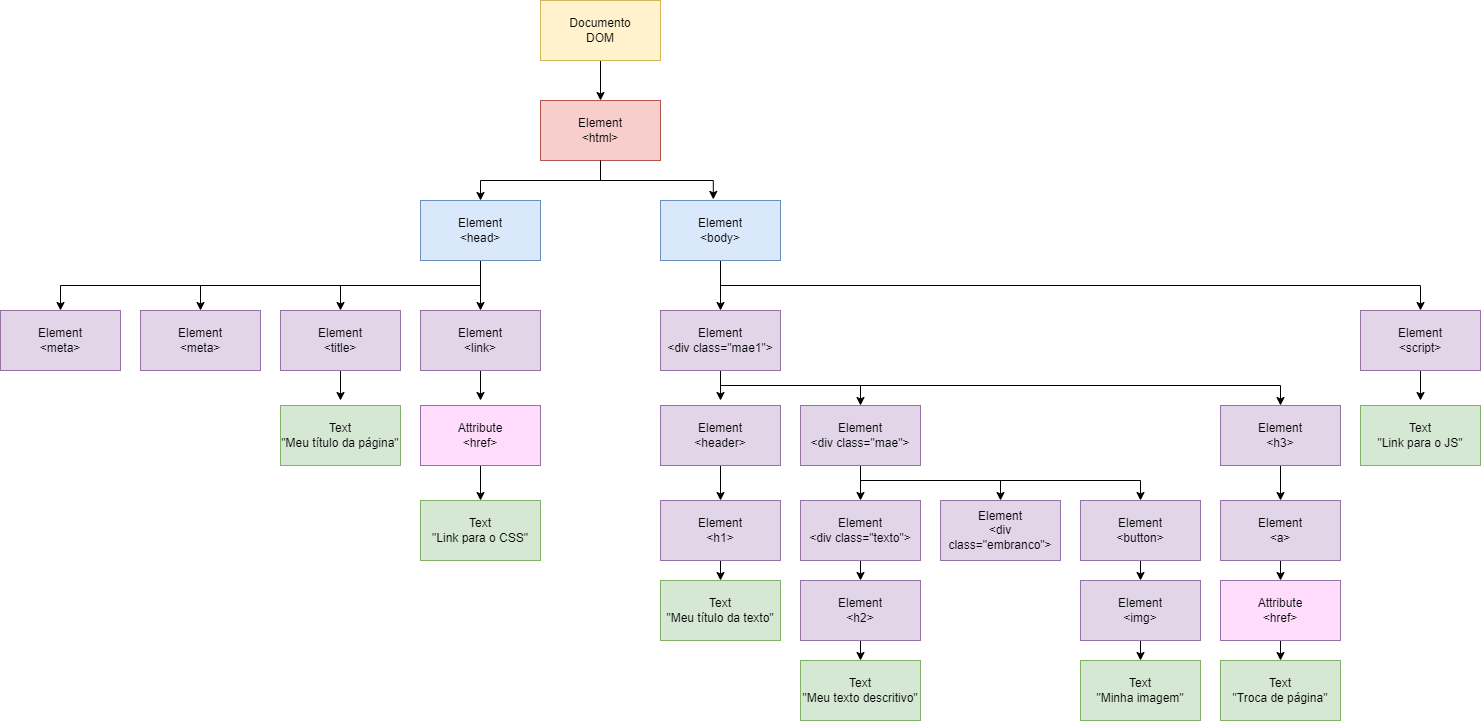 Documento
DOM
Element
<html>
Element
<head>
Element
<body>
Element
<meta>
Element
<meta>
Element
<title>
Element
<link>
Element
<div class="mae1">
Element
<script>
Text
"Meu título da página"
Attribute
<href>
Element
<header>
Element
<div class="mae">
Element
<h3>
Text
"Link para o JS"
Text
"Link para o CSS"
Element
<h1>
Element
<div class="texto">
Element
<div
class="embranco">
Element
<button>
Element
<a>
Text
"Meu título da texto"
Element
<h2>
Element
<img>
Attribute
<href>
Text
"Meu texto descritivo"
Text
"Minha imagem"
Text
"Troca de página"